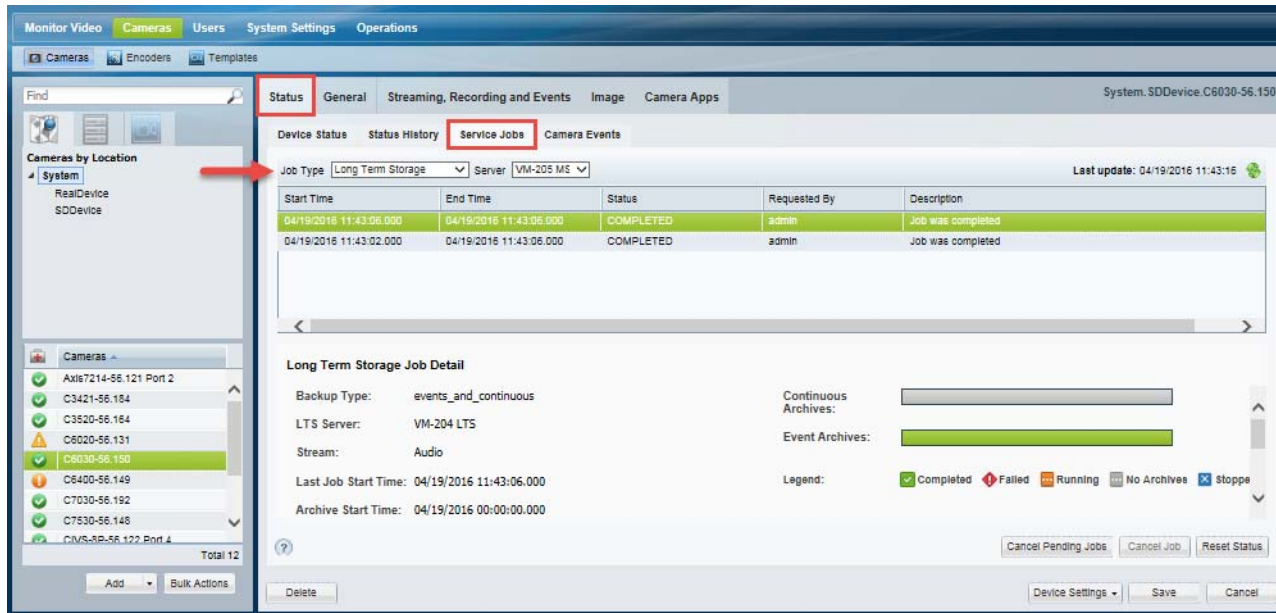 Monitor Video Cameras Users System Settings Operations
Cameras Encoders Templates
Find
Cameras by Location
System
RealDevice
SDDevice
Cameras
Axis7214-56.121 Port 2
C3421-56.184
C3520-56.164
C6020-56.131
C6030-56.150
C6400-56.149
C7030-56.192
C7530-56.148
CIVS-8P-56.122 Port 4
Total 12
Add Bulk Actions
Status General Streaming, Recording and Events Image Camera Apps
System.SDDevice.C6030-56.150
Device Status Status History Service Jobs Camera Events
Job Type Long Term Storage Server VM-205 MS Last update: 04/19/2016 11:43:16
Start Time End Time Status Requested By Description
04/19/2016 11:43:06.000 04/19/2016 11:43:06.000 COMPLETED admin Job was completed
04/19/2016 11:43:02.000 04/19/2016 11:43:06.000 COMPLETED admin Job was completed
Long Term Storage Job Detail
Backup Type: events_and_continuous
LTS Server: VM-204 LTS
Stream: Audio
Last Job Start Time: 04/19/2016 11:43:06.000
Archive Start Time: 04/19/2016 00:00:00.000
Continuous
Archives:
Event Archives:
Legend: Completed Failed Running No Archives Stoppe
?
Cancel Pending Jobs Cancel Job Reset Status
Delete Device Settings Save Cancel